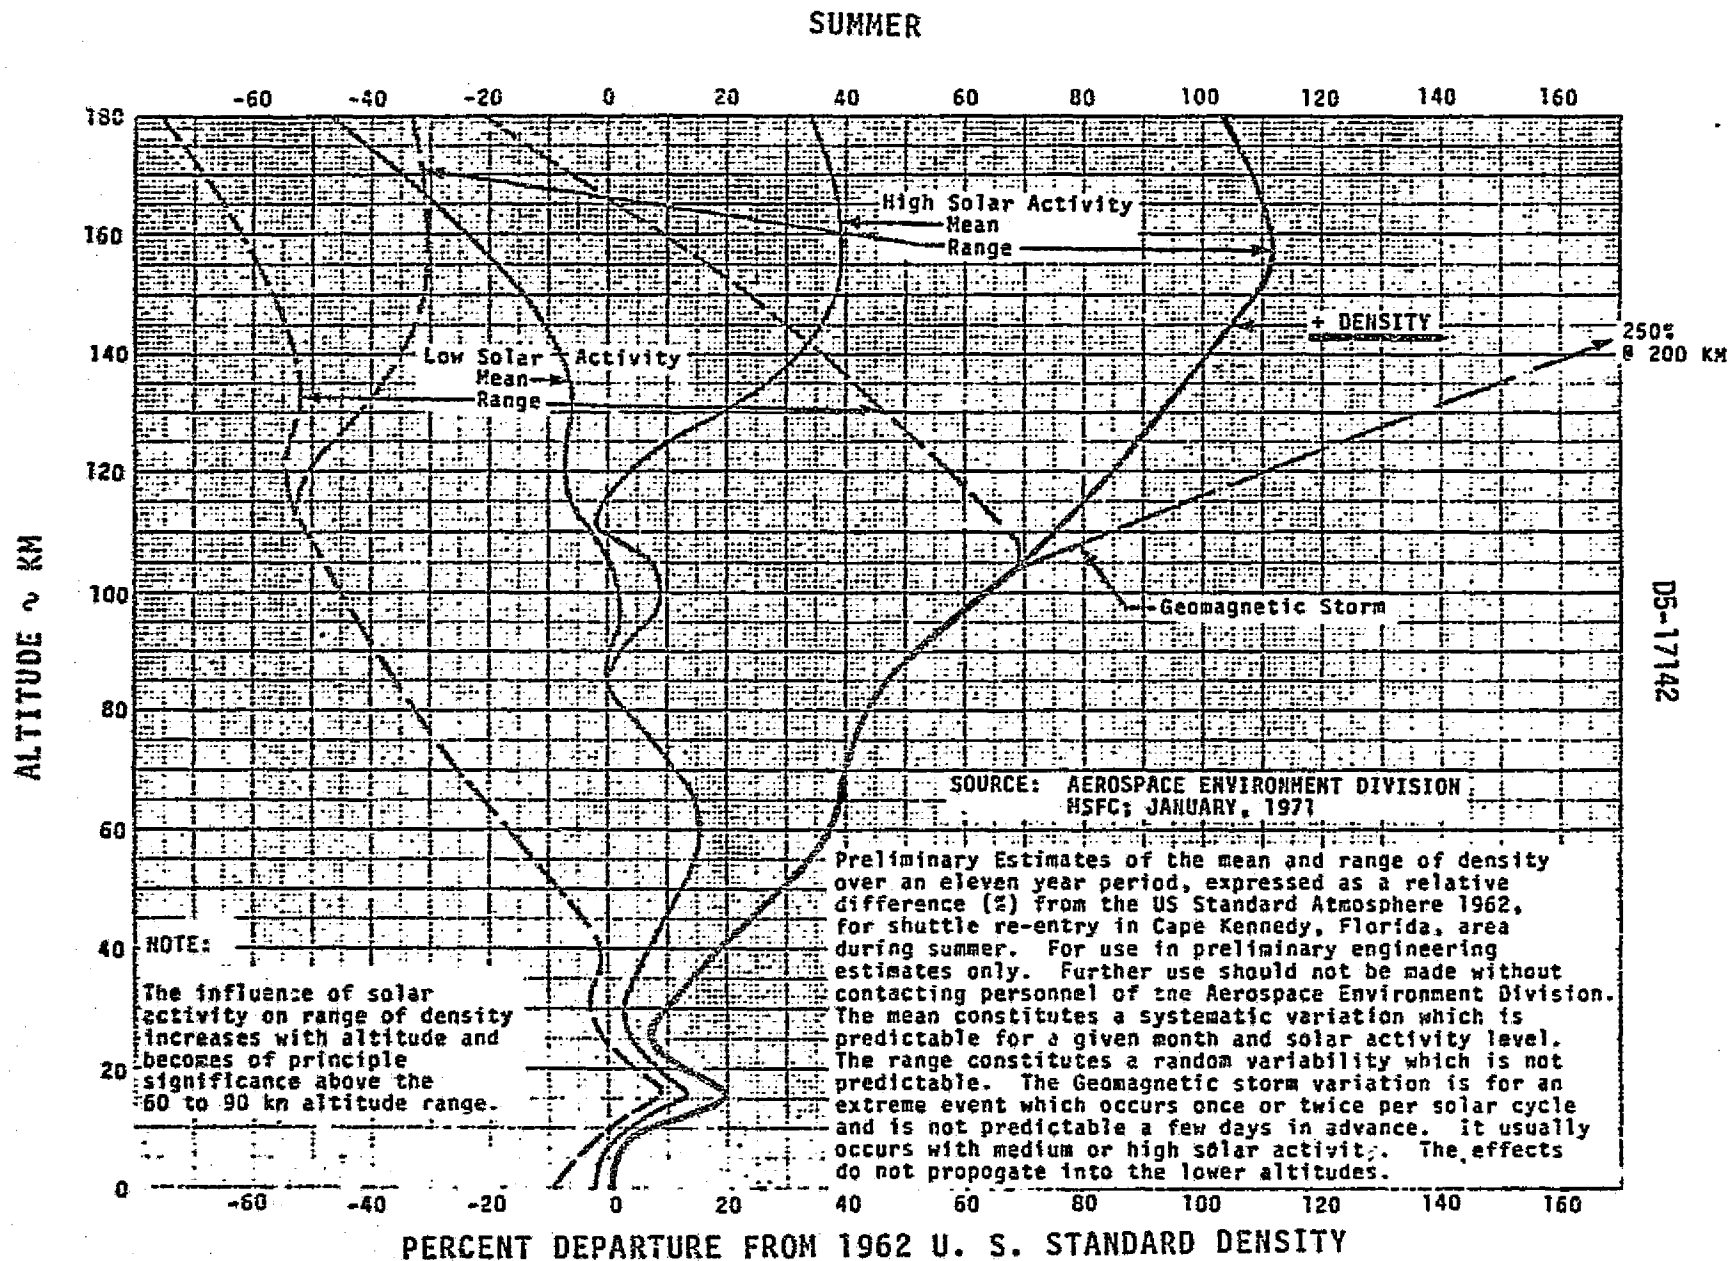 SUMMER
-60 -40 -20 0 20 40 60 80 100 120 140 160
180
160
140
120
100
80
60
40
20
0
High Solar Activity
Mean
Range
+ DENSITY
250%
@ 200 KM
Low Solar Activity
Mean
Range
Geomagnetic Storm
ALTITUDE ~ KM
D5-17142
SOURCE: AEROSPACE ENVIRONMENT DIVISION
MSFC; JANUARY, 1971
Preliminary Estimates of the mean and range of density
over an eleven year period, expressed as a relative
difference (%) from the US Standard Atmosphere 1962,
for shuttle re-entry in Cape Kennedy, Florida, area
during summer. For use in preliminary engineering
estimates only. Further use should not be made without
contacting personnel of the Aerospace Environment Division.
The mean constitutes a systematic variation which is
predictable for a given month and solar activity level.
The range constitutes a random variability which is not
predictable. The Geomagnetic storm variation is for an
extreme event which occurs once or twice per solar cycle
and is not predictable a few days in advance. It usually
occurs with medium or high solar activity. The effects
do not propogate into the lower altitudes.
NOTE:
The influence of solar
activity on range of density
increases with altitude and
becomes of principle
significance above the
60 to 90 km altitude range.
-60 -40 -20 0 20 40 60 80 100 120 140 160
PERCENT DEPARTURE FROM 1962 U. S. STANDARD DENSITY